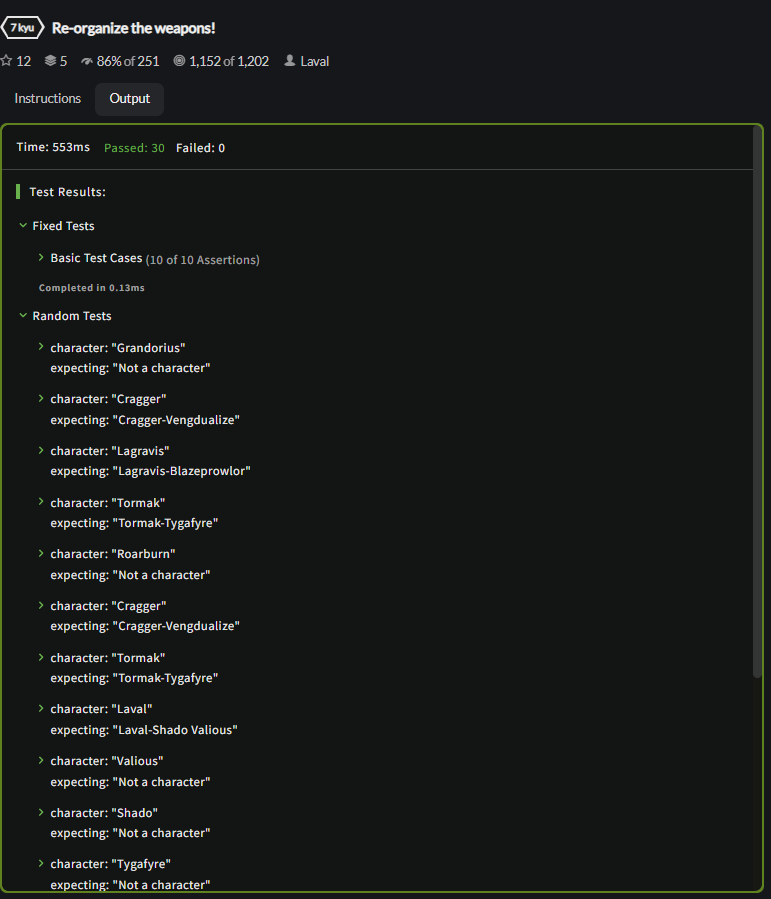 7 kyu Re-organize the weapons!
12 5 86% of 251 1,152 of 1,202 Laval
Instructions Output
Time: 553ms Passed: 30 Failed: 0
Test Results:
Fixed Tests
Basic Test Cases (10 of 10 Assertions)
Completed in 0.13ms
Random Tests
character: "Grandorius"
expecting: "Not a character"
character: "Cragger"
expecting: "Cragger-Vengdualize"
character: "Lagravis"
expecting: "Lagravis-Blazeprowlor"
character: "Tormak"
expecting: "Tormak-Tygafyre"
character: "Roarburn"
expecting: "Not a character"
character: "Cragger"
expecting: "Cragger-Vengdualize"
character: "Tormak"
expecting: "Tormak-Tygafyre"
character: "Laval"
expecting: "Laval-Shado Valious"
character: "Valious"
expecting: "Not a character"
character: "Shado"
expecting: "Not a character"
character: "Tygafyre"
expecting: "Not a character"